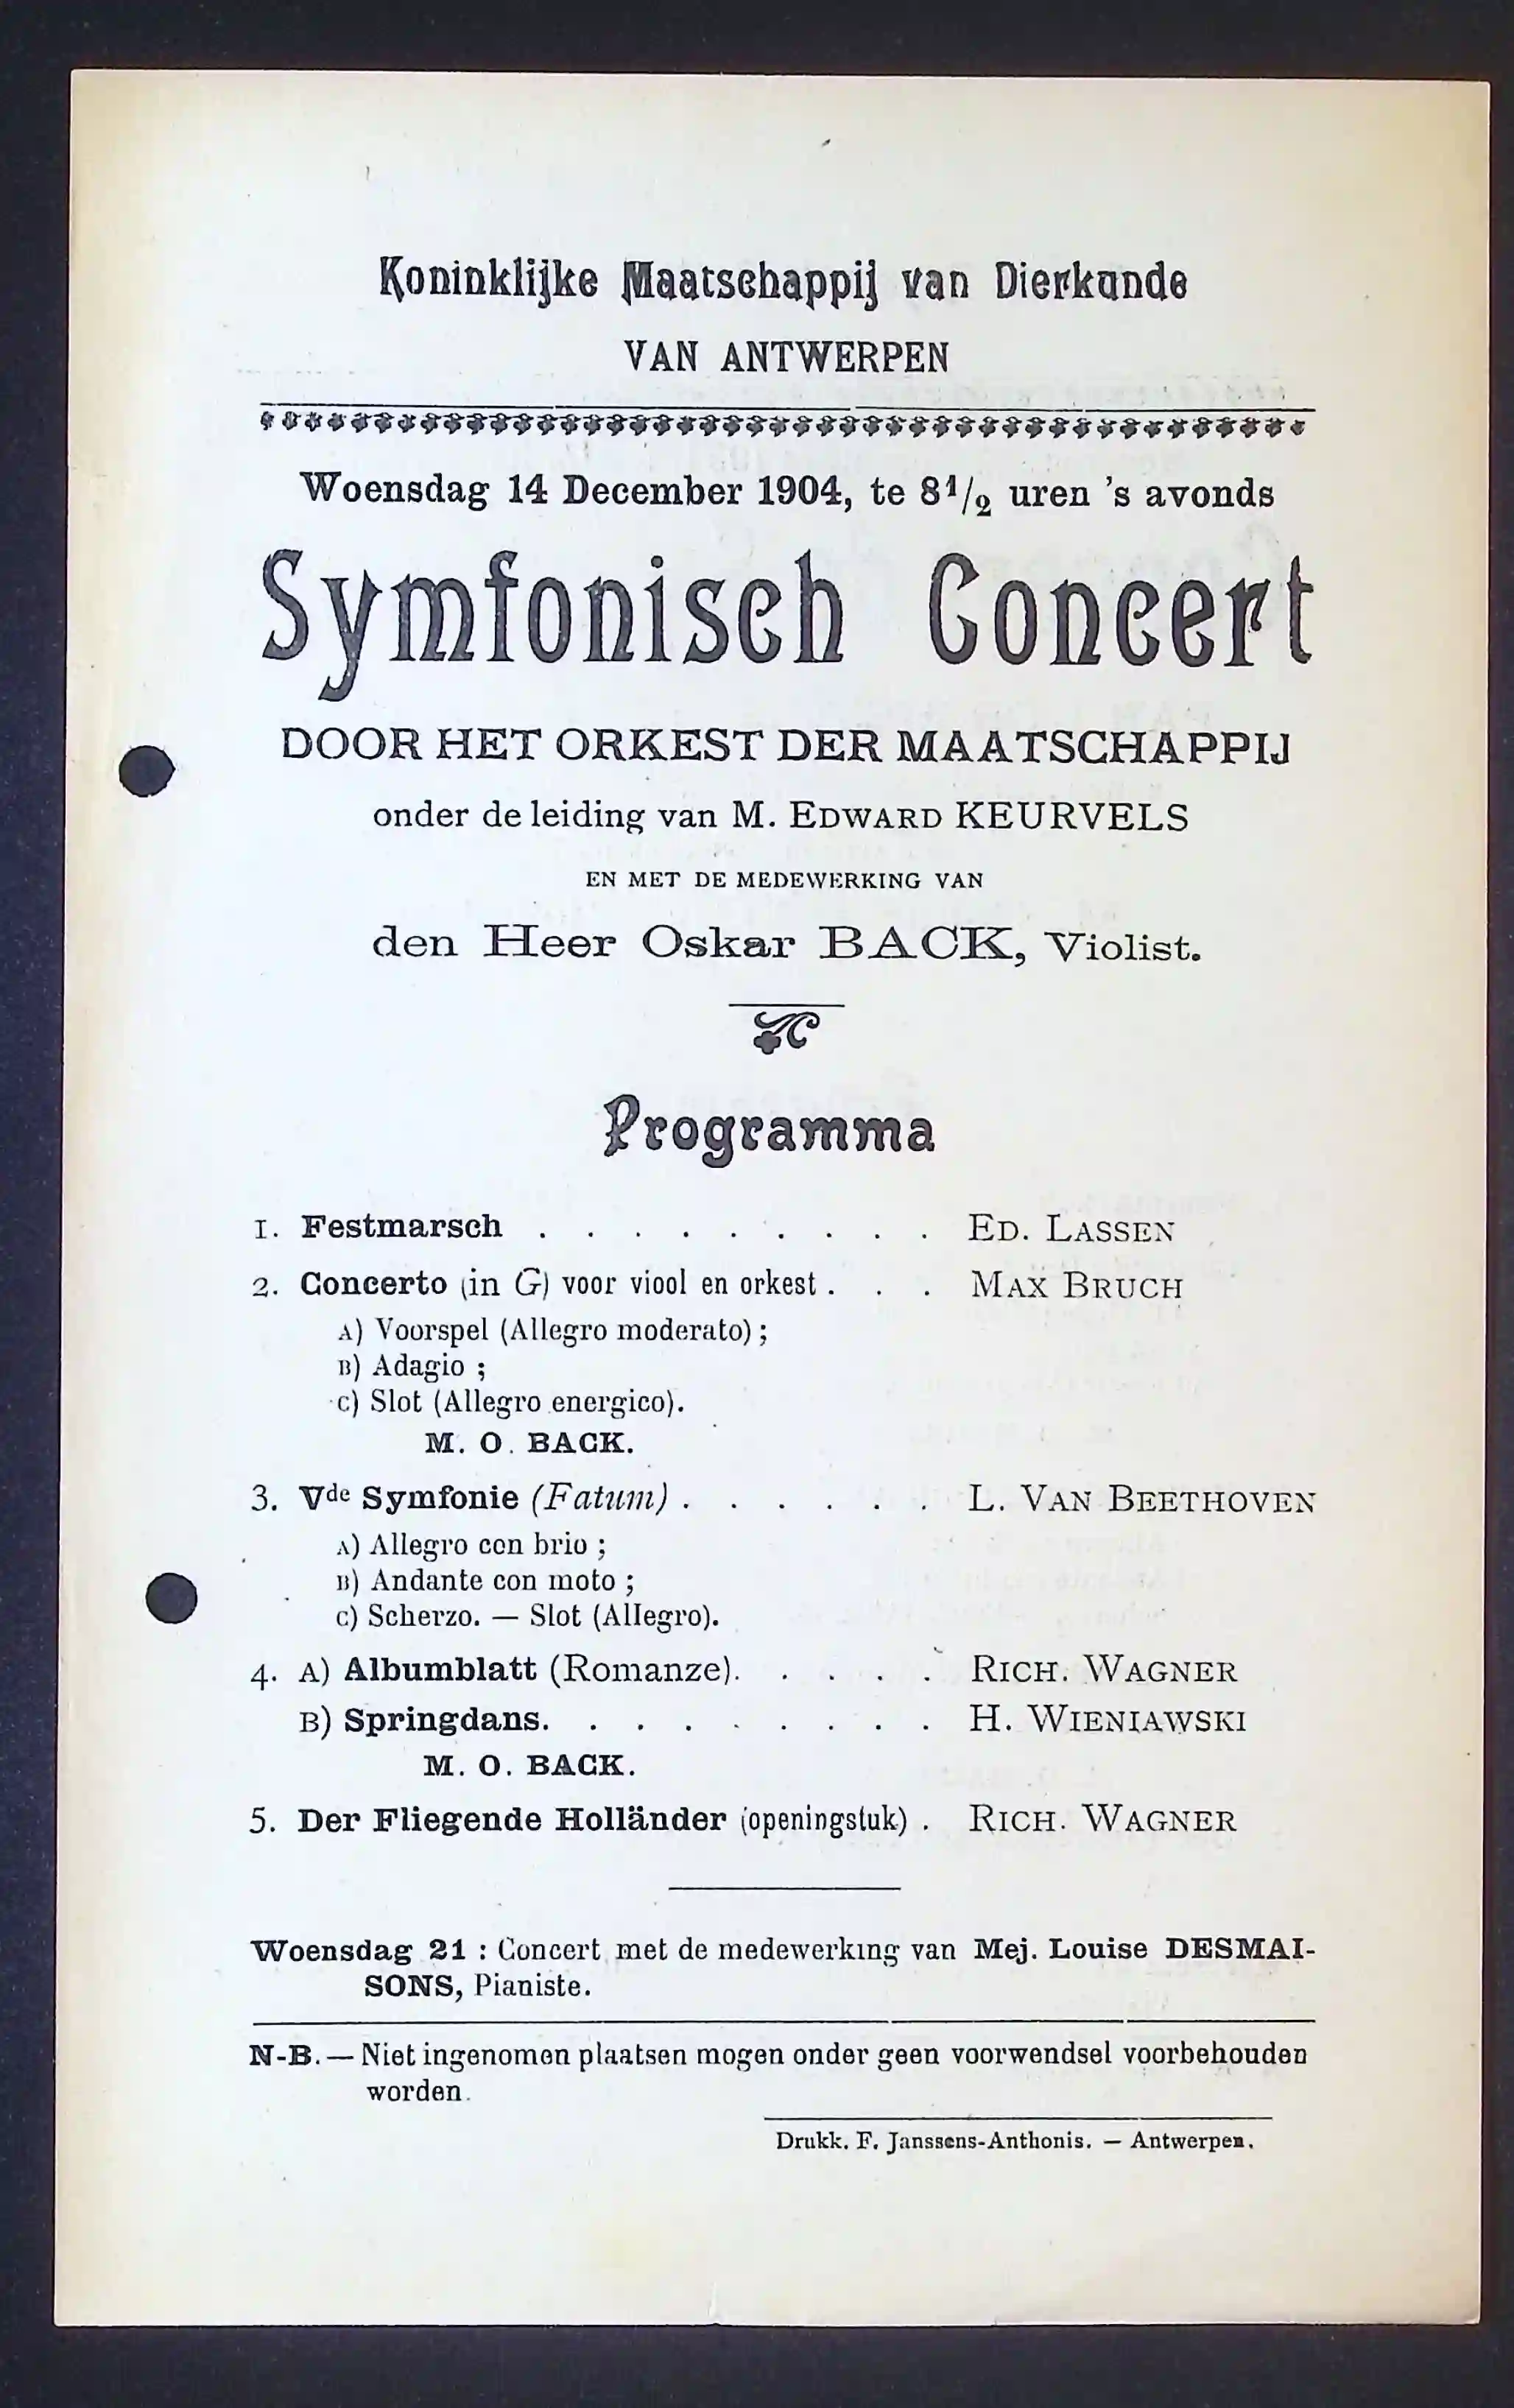 Koninklijke Maatschappij van Dierkunde
VAN ANTWERPEN
Woensdag 14 December 1904, te 8 1/2 uren 's avonds
Symfonisch Concert
DOOR HET ORKEST DER MAATSCHAPPIJ
onder de leiding van M. EDWARD KEURVELS
EN MET DE MEDEWERKING VAN
den Heer Oskar BACK, Violist.
Programma
1. Festmarsch . . . . . . . . . ED. LASSEN
2. Concerto (in G) voor viool en orkest . . . MAX BRUCH
A) Voorspel (Allegro moderato) ;
B) Adagio ;
C) Slot (Allegro energico).
M. O. BACK.
3. Vde Symfonie (Fatum) . . . . . . L. VAN BEETHOVEN
A) Allegro con brio ;
B) Andante con moto ;
C) Scherzo. — Slot (Allegro).
4. A) Albumblatt (Romanze). . . . . RICH. WAGNER
B) Springdans. . . . . . . . . H. WIENIAWSKI
M. O. BACK.
5. Der Fliegende Holländer (openingstuk) . RICH. WAGNER
Woensdag 21 : Concert met de medewerking van Mej. Louise DESMAI-
SONS, Pianiste.
N-B. — Niet ingenomen plaatsen mogen onder geen voorwendsel voorbehouden
worden.
Drukk. F. Janssens-Anthonis. — Antwerpen.